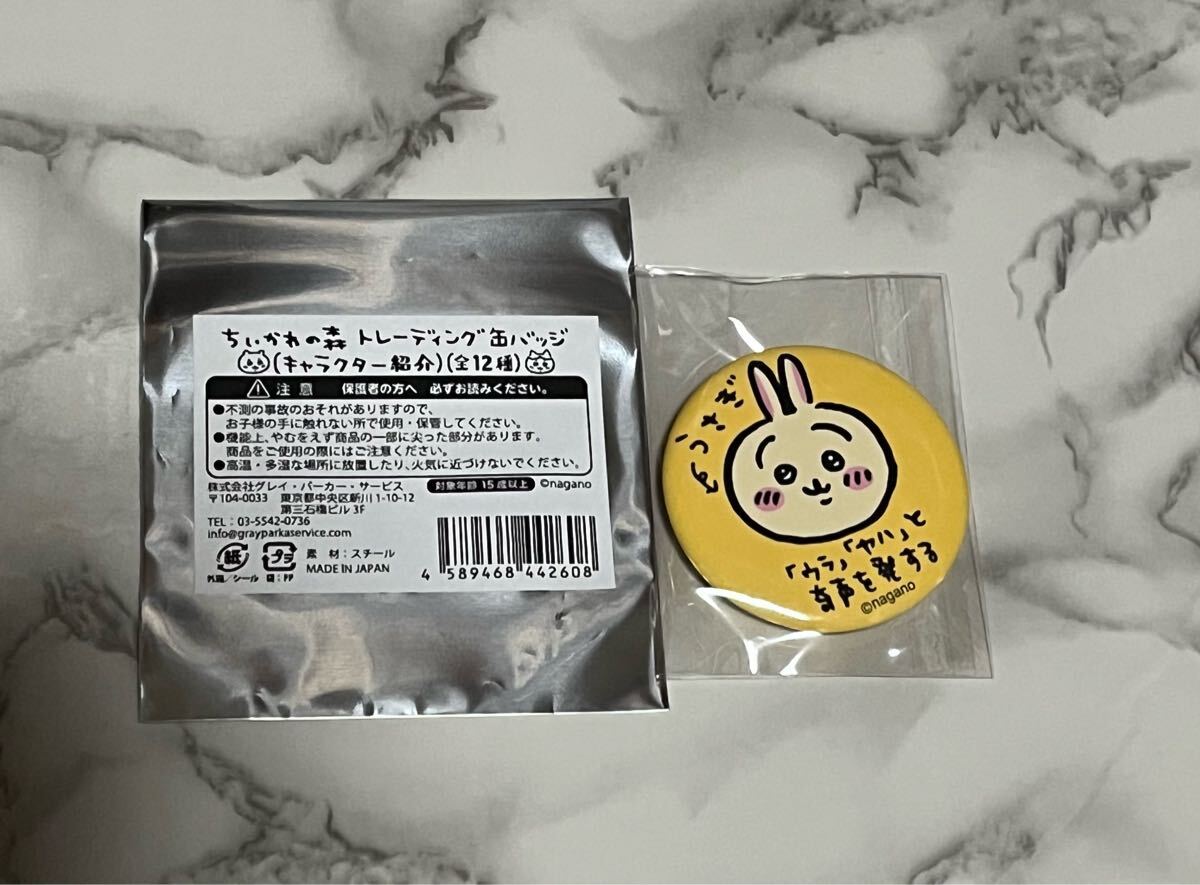 ちいかわの森 トレーディング缶バッジ
(キャラクター紹介)(全12種)
注意 保護者の方へ 必ずお読みください。
●不測の事故のおそれがありますので、
お子様の手に触れない所で使用・保管してください。
●機能上、やむをえず商品の一部に尖った部分があります。
商品をご使用の際にはご注意ください。
●高温・多湿な場所に放置したり、火気に近づけないでください。
株式会社グレイ・パーカー・サービス 対象年齢15歳以上 ©nagano
〒104-0033 東京都中央区新川1-10-12
第三石橋ビル3F
TEL:03-5542-0736
info@grayparkaservice.com
紙 プラ 素材:スチール
外箱/シール 袋:PP MADE IN JAPAN
4 589468 442608
うさぎ
「ウラ」「ヤハ」と
奇声を発する
©nagano